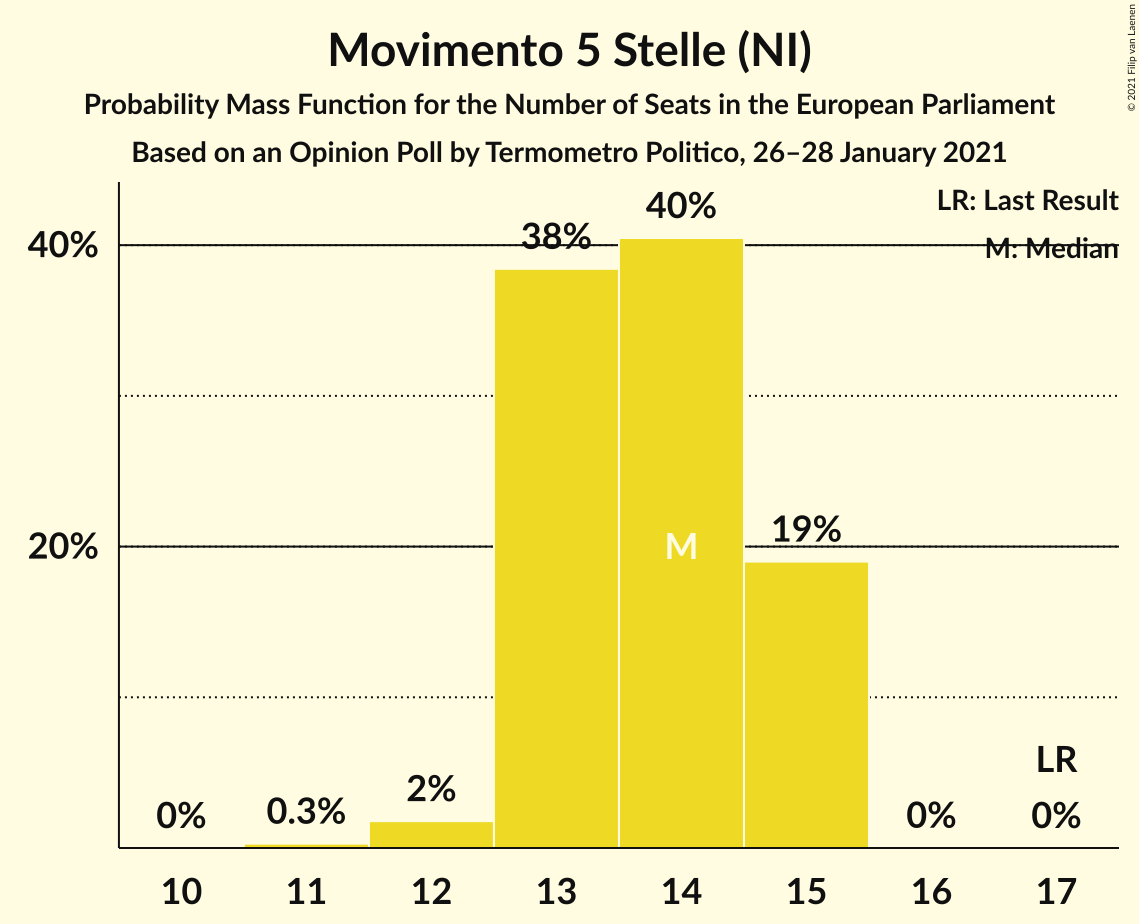 Movimento 5 Stelle (NI)
Probability Mass Function for the Number of Seats in the European Parliament
Based on an Opinion Poll by Termometro Politico, 26–28 January 2021
© 2021 Filip van Laenen
LR: Last Result
M: Median
40%
20%
0%
0.3%
2%
38%
40%
M
19%
0%
LR
0%
10 11 12 13 14 15 16 17